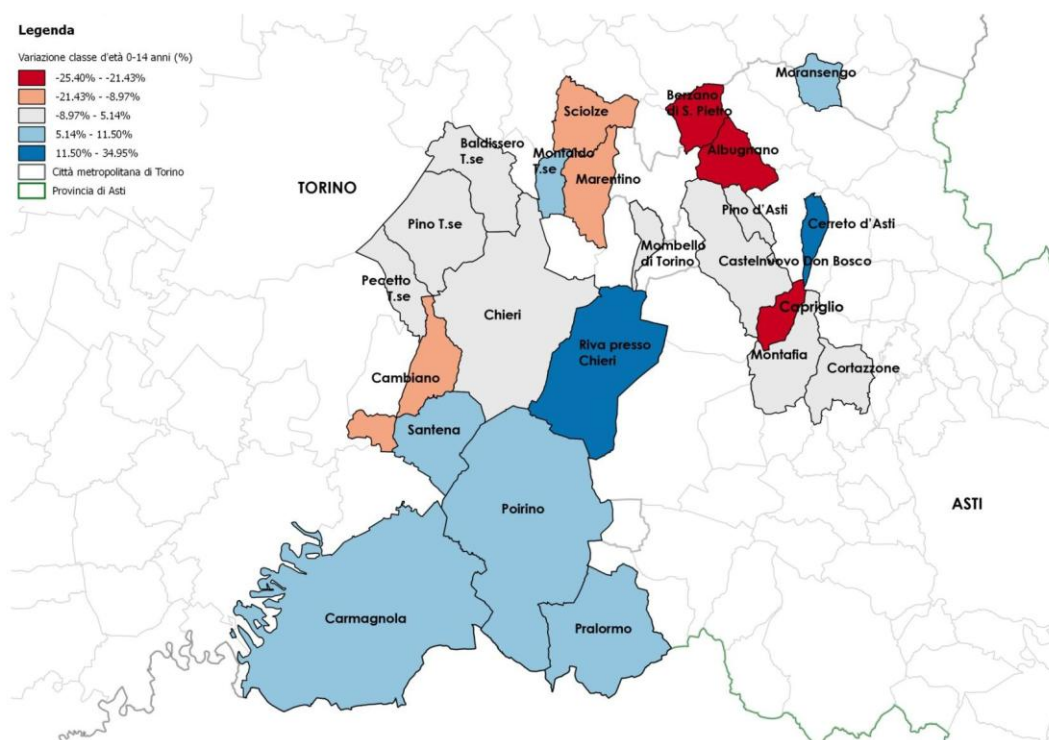 Legenda
Variazione classe d'età 0-14 anni (%)
-25.40% - -21.43%
-21.43% - -8.97%
-8.97% - 5.14%
5.14% - 11.50%
11.50% - 34.95%
Città metropolitana di Torino
Provincia di Asti
Moransengo
Sciolze
Berzano
di S. Pietro
Baldissero
T.se
Montaldo
T.se
Albugnano
TORINO
Marentino
Pino d'Asti
Pino T.se
Cerreto d'Asti
Mombello
di Torino
Castelnuovo Don Bosco
Pecetto
T.se
Chieri
Capriglio
Riva presso
Chieri
Montafia
Cortazzone
Cambiano
Santena
ASTI
Poirino
Carmagnola
Pralormo